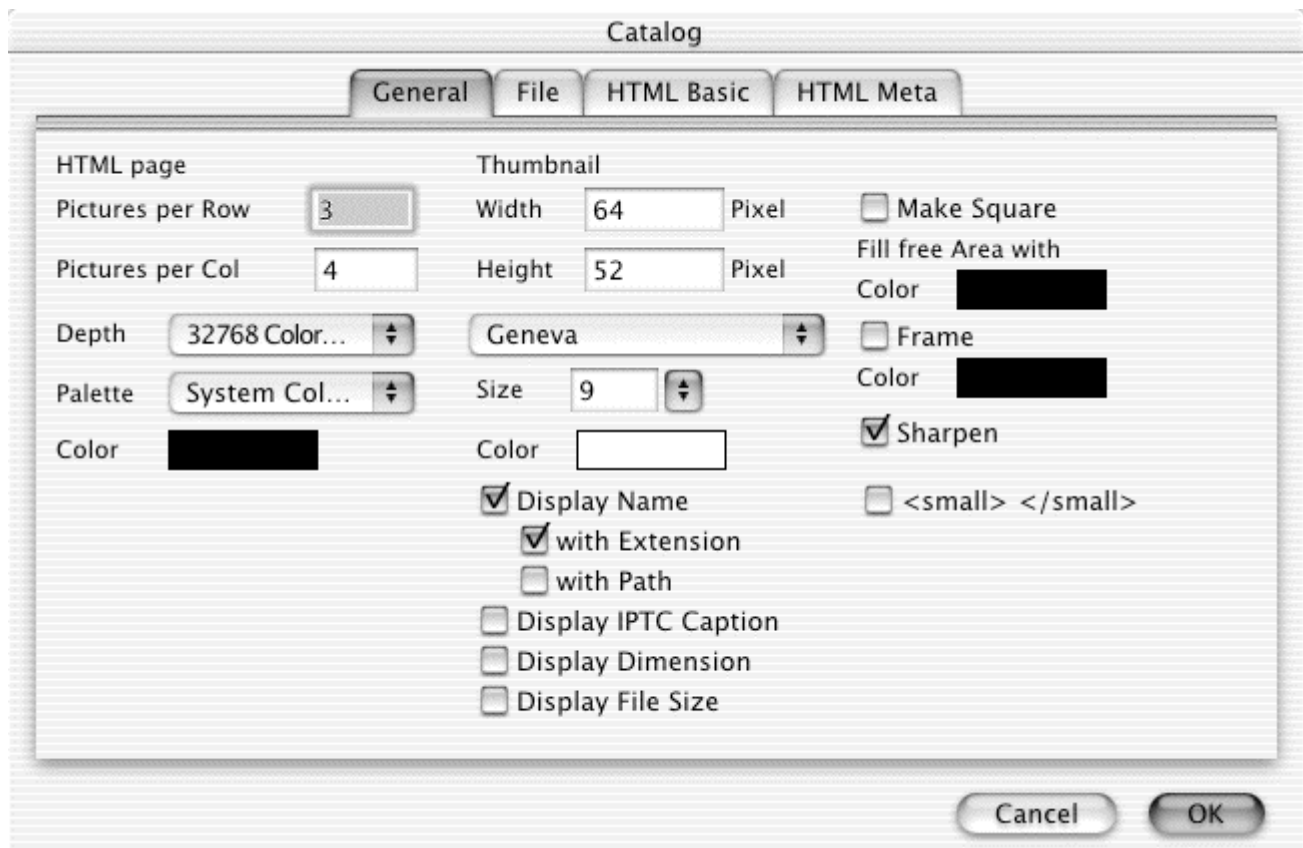 Catalog
General File HTML Basic HTML Meta
HTML page Thumbnail
Pictures per Row 3 Width 64 Pixel Make Square
Fill free Area with
Pictures per Col 4 Height 52 Pixel
Color
Depth 32768 Color... Geneva Frame
Color
Palette System Col... Size 9
Sharpen
Color Color
Display Name <small> </small>
with Extension
with Path
Display IPTC Caption
Display Dimension
Display File Size
Cancel OK